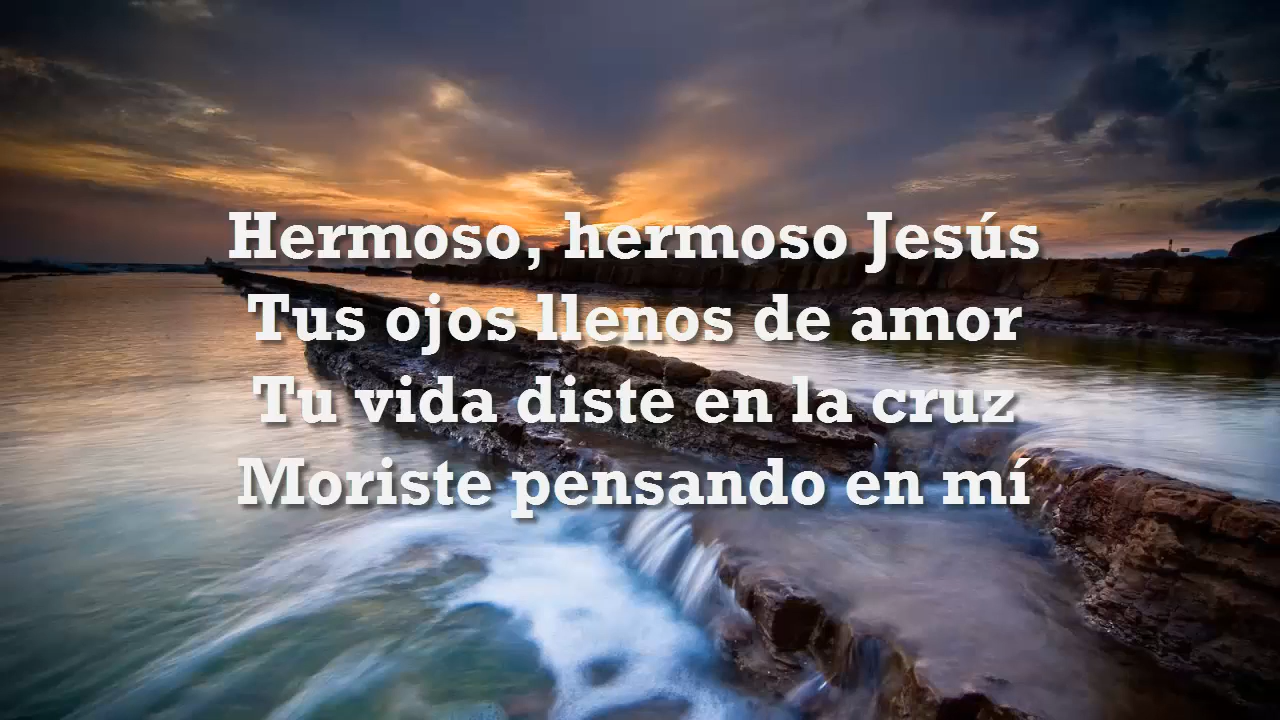 Hermoso, hermoso Jesús
Tus ojos llenos de amor
Tu vida diste en la cruz
Moriste pensando en mí